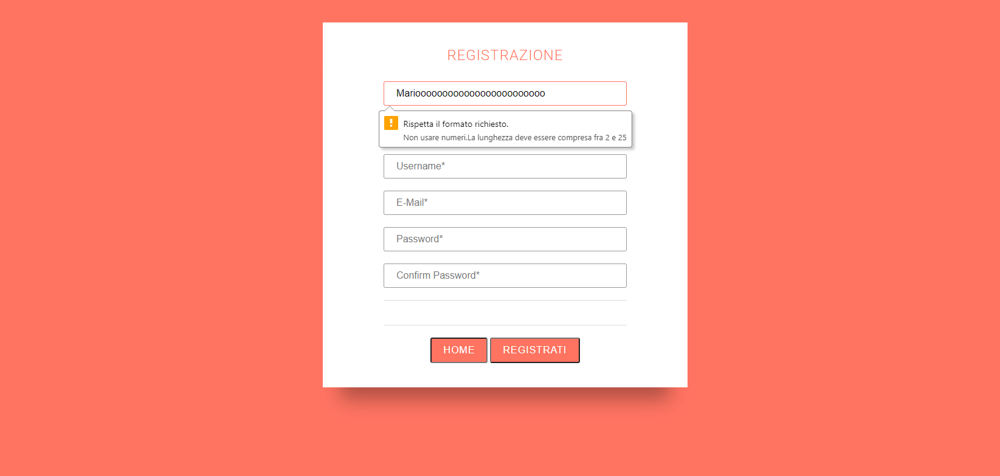 REGISTRAZIONE
Marioooooooooooooooooooooooo
Rispetta il formato richiesto.
Non usare numeri.La lunghezza deve essere compresa fra 2 e 25
Username*
E-Mail*
Password*
Confirm Password*
HOME REGISTRATI